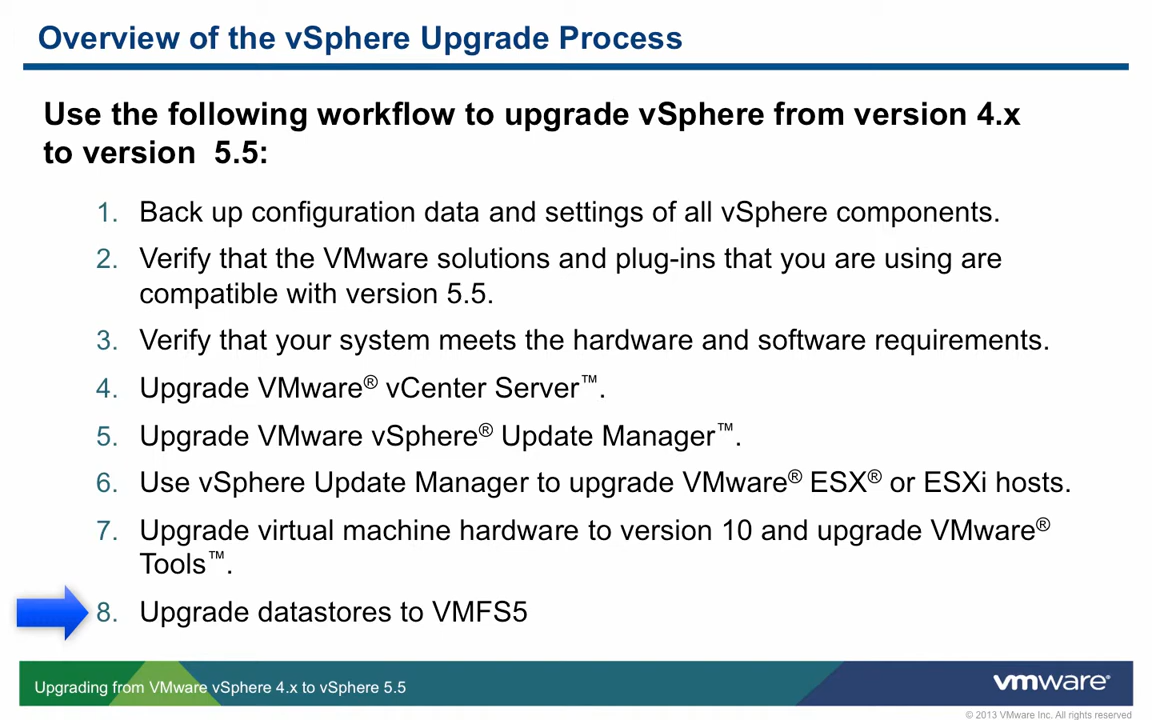 Overview of the vSphere Upgrade Process
Use the following workflow to upgrade vSphere from version 4.x
to version 5.5:
1. Back up configuration data and settings of all vSphere components.
2. Verify that the VMware solutions and plug-ins that you are using are
compatible with version 5.5.
3. Verify that your system meets the hardware and software requirements.
4. Upgrade VMware® vCenter Server™.
5. Upgrade VMware vSphere® Update Manager™.
6. Use vSphere Update Manager to upgrade VMware® ESX® or ESXi hosts.
7. Upgrade virtual machine hardware to version 10 and upgrade VMware®
Tools™.
8. Upgrade datastores to VMFS5
Upgrading from VMware vSphere 4.x to vSphere 5.5
vmware®
© 2013 VMware Inc. All rights reserved